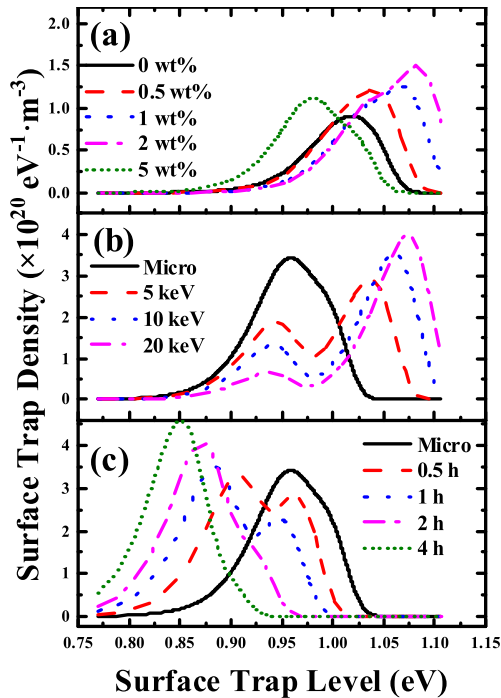 (a)
0 wt%
0.5 wt%
1 wt%
2 wt%
5 wt%
2.0
1.5
1.0
0.5
0.0
(b)
Micro
5 keV
10 keV
20 keV
4
3
2
1
0
(c)
Micro
0.5 h
1 h
2 h
4 h
4
3
2
1
0
0.75 0.80 0.85 0.90 0.95 1.00 1.05 1.10 1.15
Surface Trap Level (eV)
Surface Trap Density (×10²⁰ eV⁻¹·m⁻³)